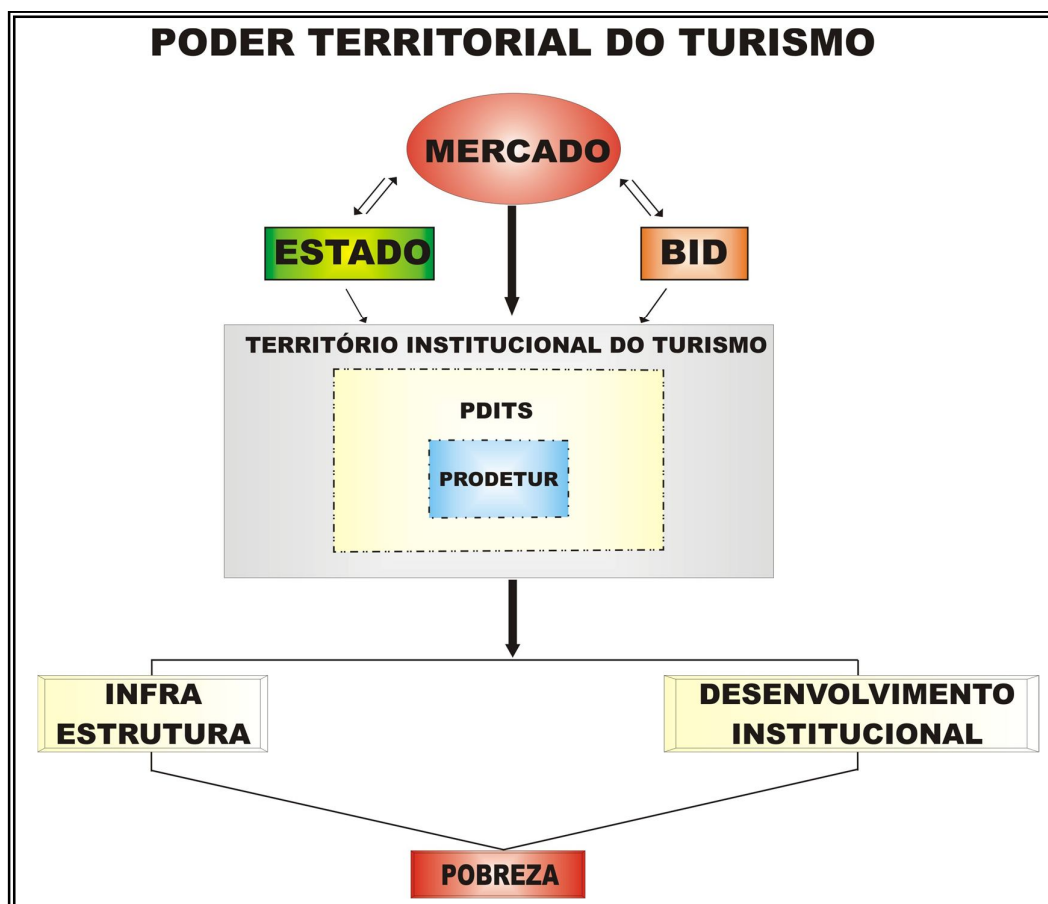 PODER TERRITORIAL DO TURISMO
MERCADO
ESTADO
BID
TERRITÓRIO INSTITUCIONAL DO TURISMO
PDITS
PRODETUR
INFRA
ESTRUTURA
DESENVOLVIMENTO
INSTITUCIONAL
POBREZA